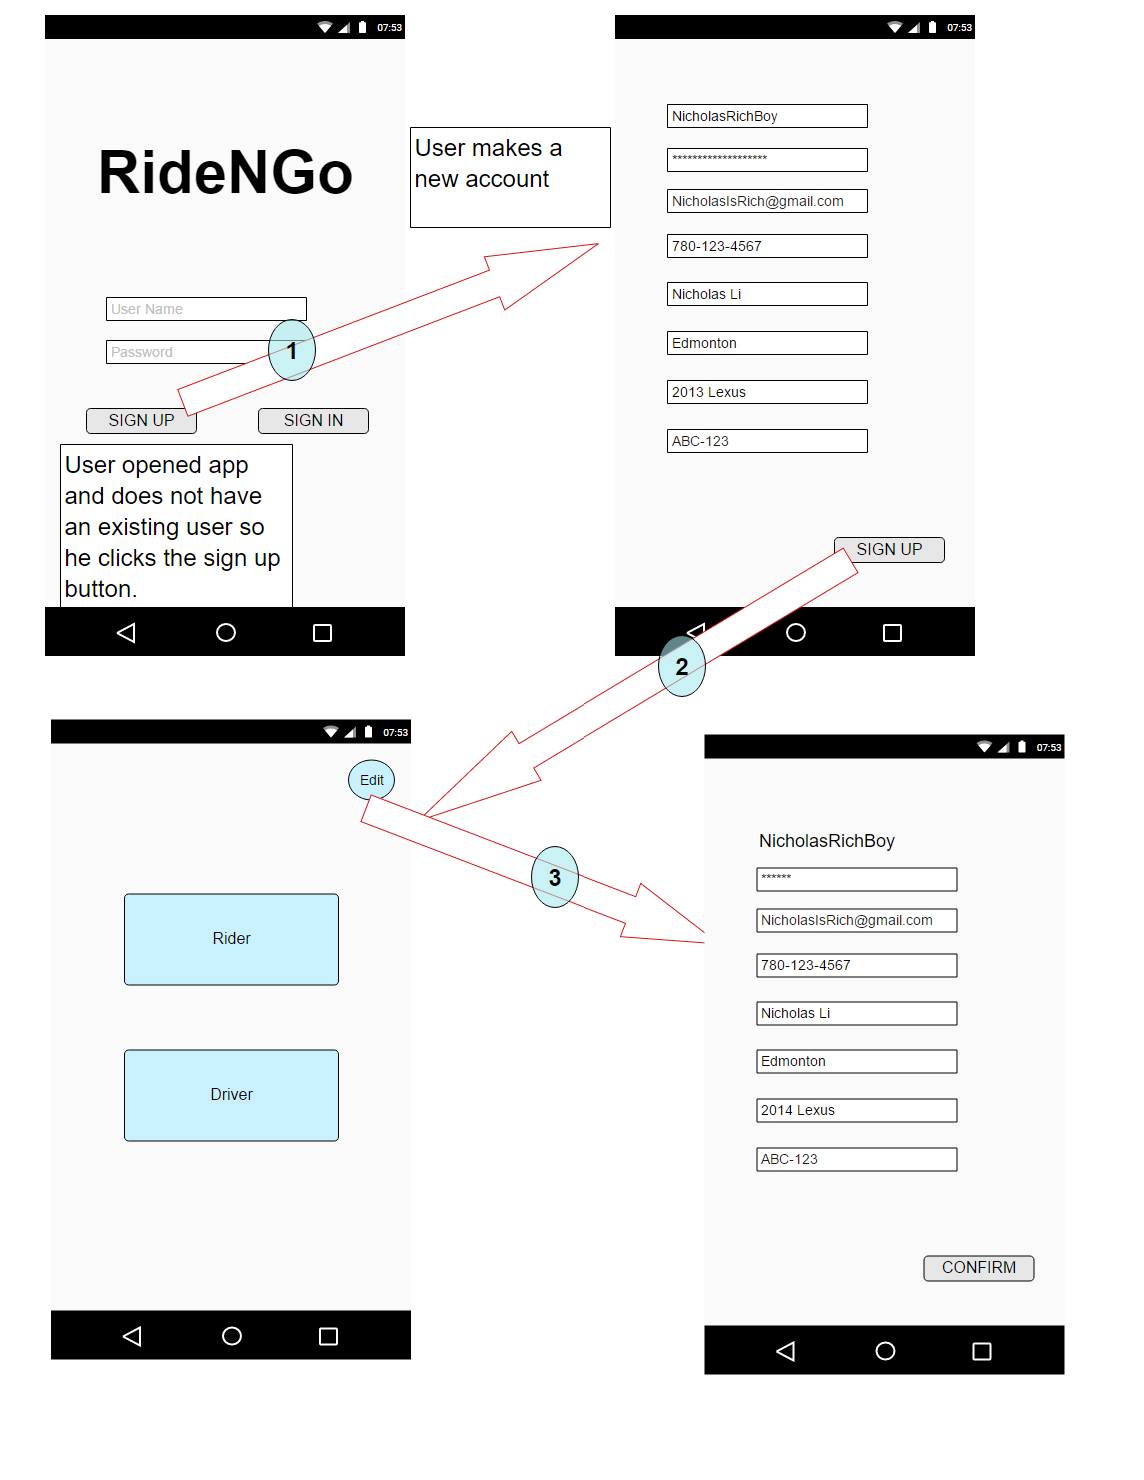 07:53
RideNGo
User Name
Password
1
SIGN UP
SIGN IN
User opened app
and does not have
an existing user so
he clicks the sign up
button.
User makes a
new account
07:53
NicholasRichBoy
*******************
NicholasIsRich@gmail.com
780-123-4567
Nicholas Li
Edmonton
2013 Lexus
ABC-123
SIGN UP
2
07:53
Edit
Rider
Driver
3
07:53
NicholasRichBoy
******
NicholasIsRich@gmail.com
780-123-4567
Nicholas Li
Edmonton
2014 Lexus
ABC-123
CONFIRM